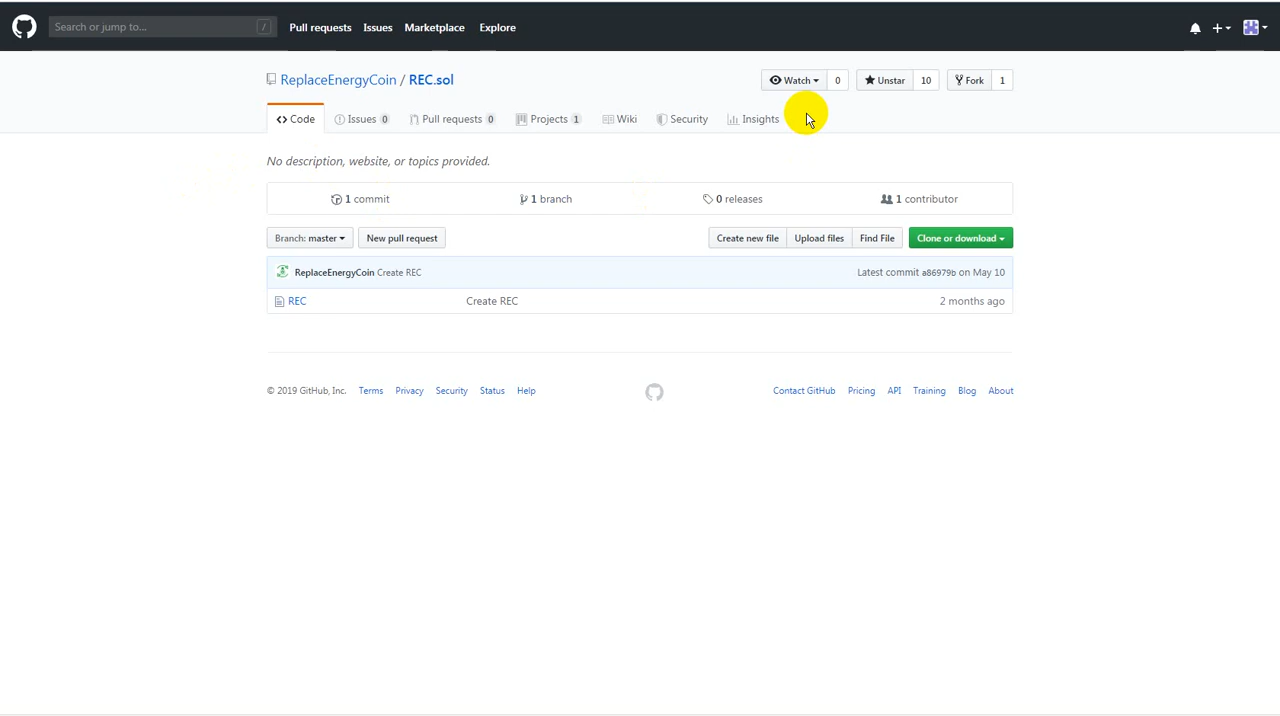 Search or jump to... / Pull requests Issues Marketplace Explore
ReplaceEnergyCoin / REC.sol Watch 0 Unstar 10 Fork 1
Code Issues 0 Pull requests 0 Projects 1 Wiki Security Insights
No description, website, or topics provided.
1 commit 1 branch 0 releases 1 contributor
Branch: master New pull request Create new file Upload files Find File Clone or download
ReplaceEnergyCoin Create REC Latest commit a86979b on May 10
REC Create REC 2 months ago
© 2019 GitHub, Inc. Terms Privacy Security Status Help Contact GitHub Pricing API Training Blog About